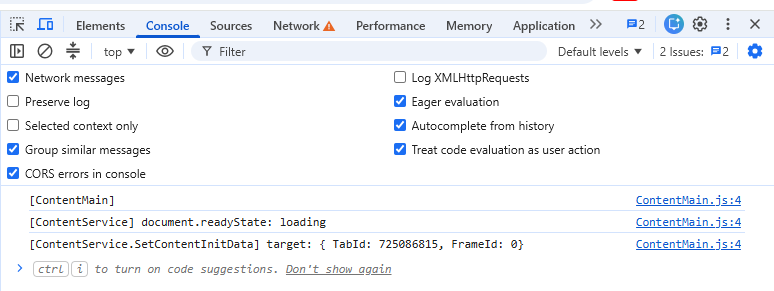 Elements Console Sources Network Performance Memory Application 2
top Filter Default levels 2 Issues: 2
Network messages Log XMLHttpRequests
Preserve log Eager evaluation
Selected context only Autocomplete from history
Group similar messages Treat code evaluation as user action
CORS errors in console
[ContentMain] ContentMain.js:4
[ContentService] document.readyState: loading ContentMain.js:4
[ContentService.SetContentInitData] target: { TabId: 725086815, FrameId: 0} ContentMain.js:4
ctrl i to turn on code suggestions. Don't show again